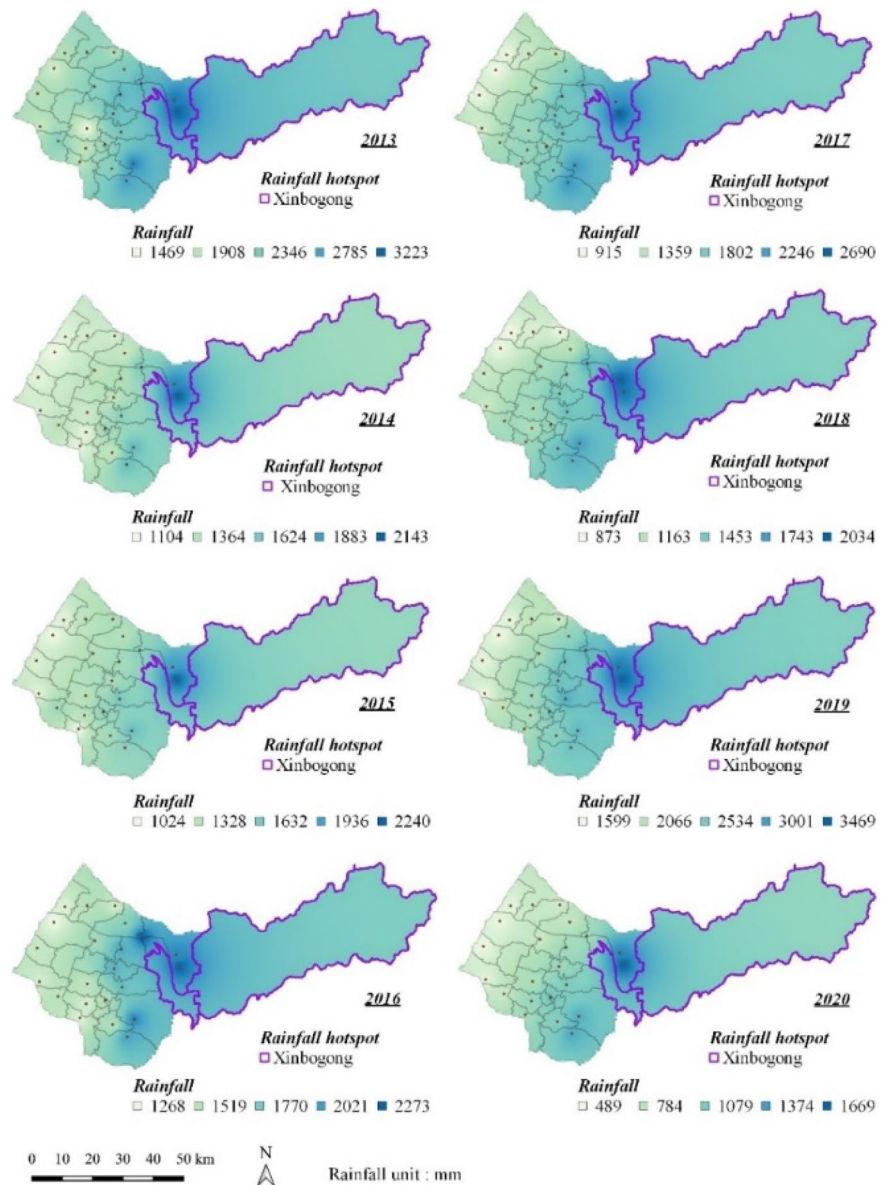 2013
Rainfall hotspot
Xinbogong
Rainfall
1469 1908 2346 2785 3223
2017
Rainfall hotspot
Xinbogong
Rainfall
915 1359 1802 2246 2690
2014
Rainfall hotspot
Xinbogong
Rainfall
1104 1364 1624 1883 2143
2018
Rainfall hotspot
Xinbogong
Rainfall
873 1163 1453 1743 2034
2015
Rainfall hotspot
Xinbogong
Rainfall
1024 1328 1632 1936 2240
2019
Rainfall hotspot
Xinbogong
Rainfall
1599 2066 2534 3001 3469
2016
Rainfall hotspot
Xinbogong
Rainfall
1268 1519 1770 2021 2273
2020
Rainfall hotspot
Xinbogong
Rainfall
489 784 1079 1374 1669
0 10 20 30 40 50 km
N
Rainfall unit : mm